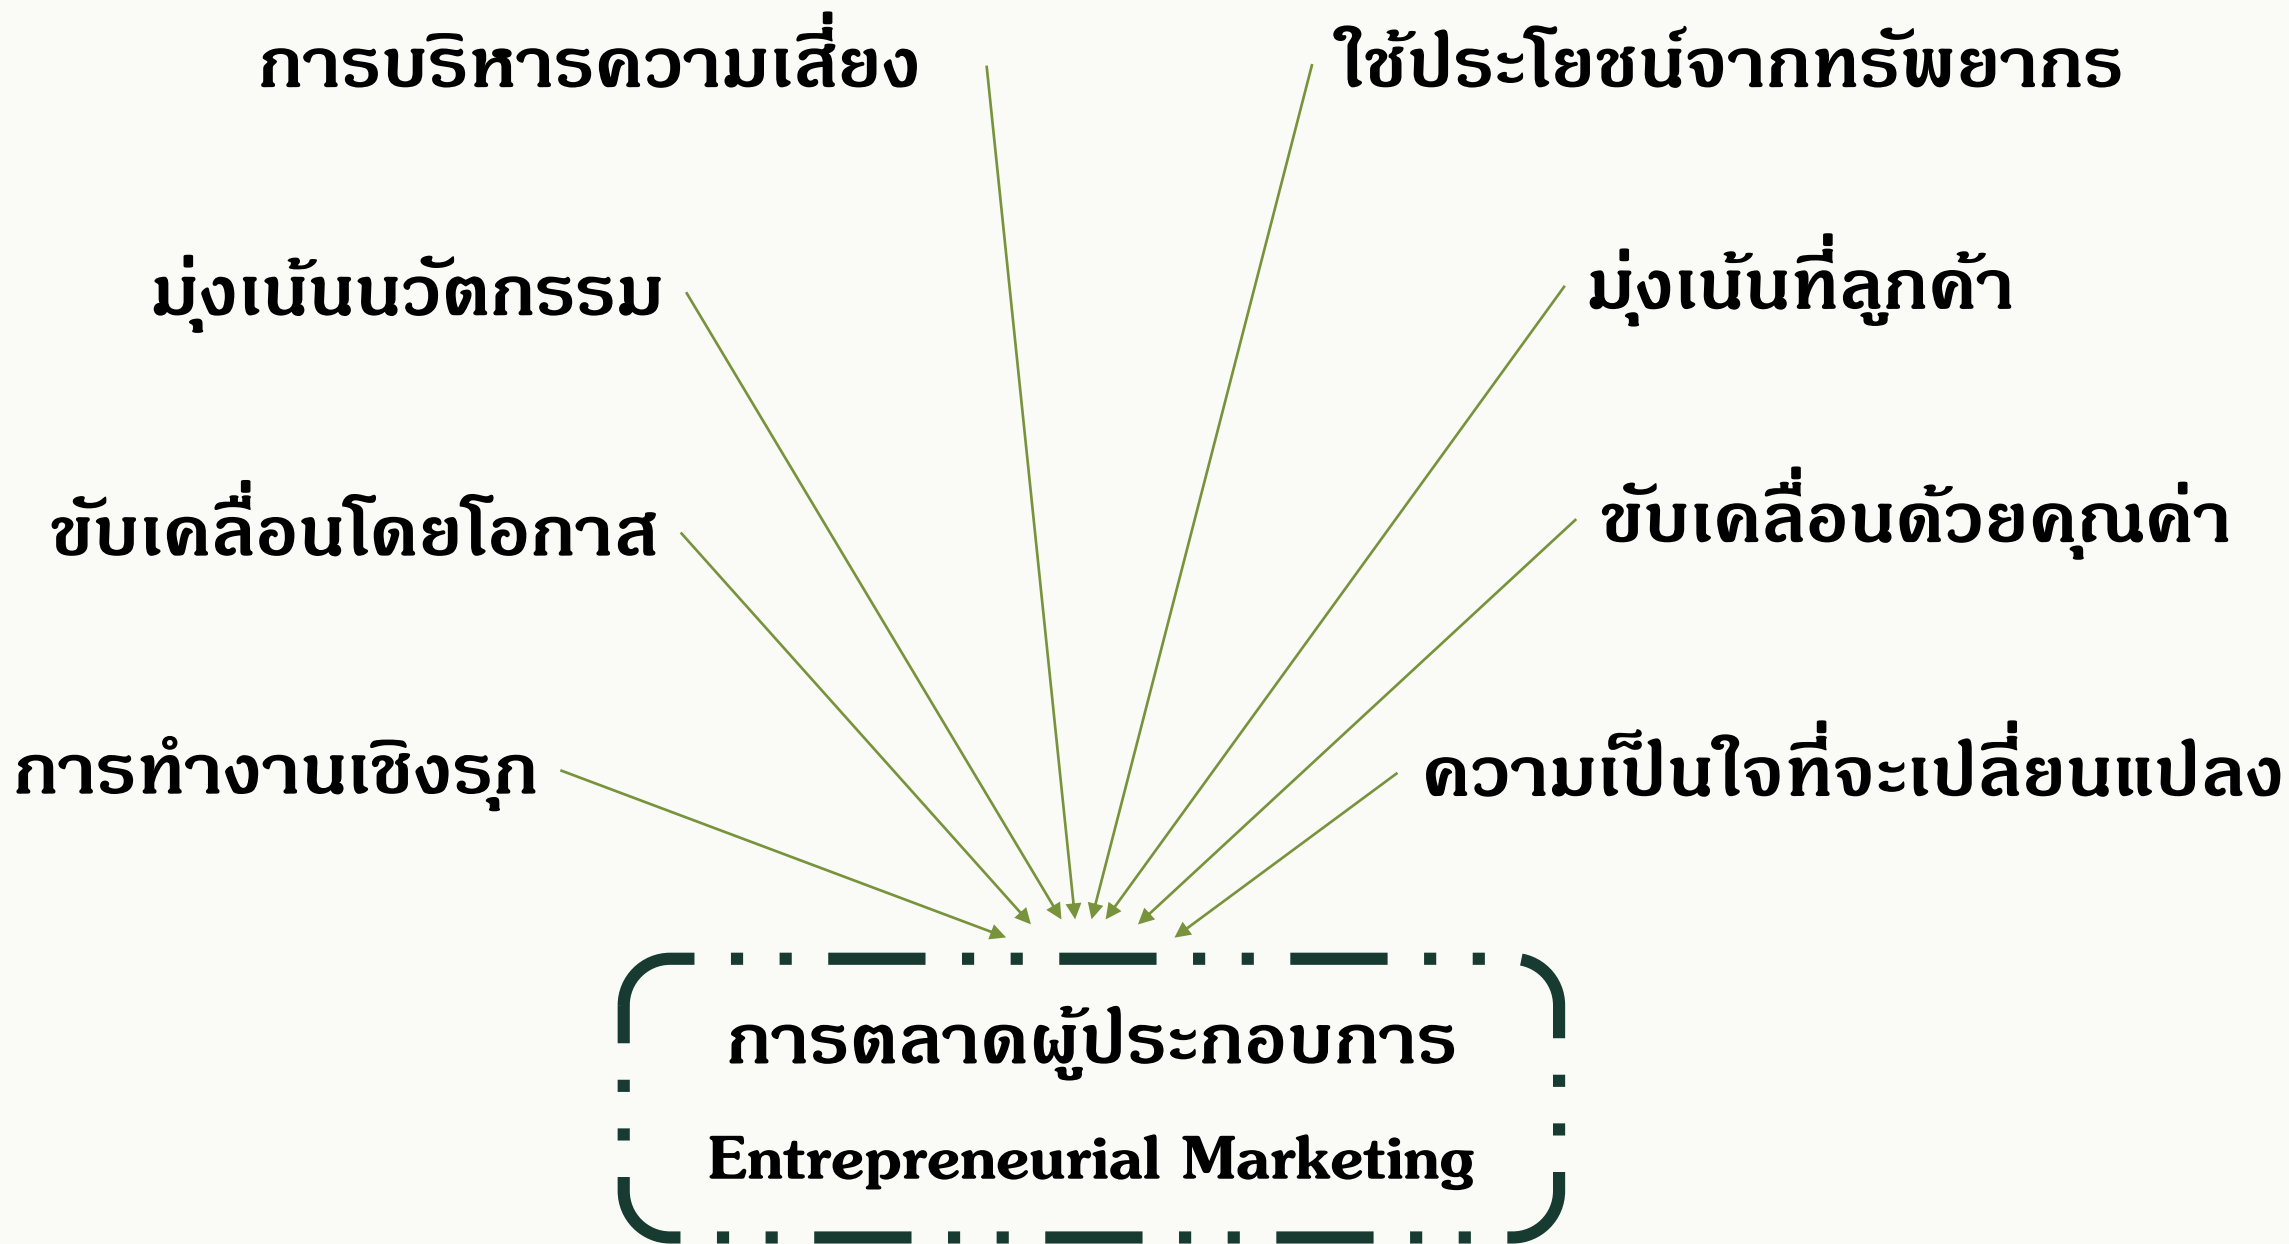 การบริหารความเสี่ยง
ใช้ประโยชน์จากทรัพยากร
มุ่งเน้นนวัตกรรม
มุ่งเน้นที่ลูกค้า
ขับเคลื่อนโดยโอกาส
ขับเคลื่อนด้วยคุณค่า
การทำงานเชิงรุก
ความเป็นใจที่จะเปลี่ยนแปลง
การตลาดผู้ประกอบการ
Entrepreneurial Marketing